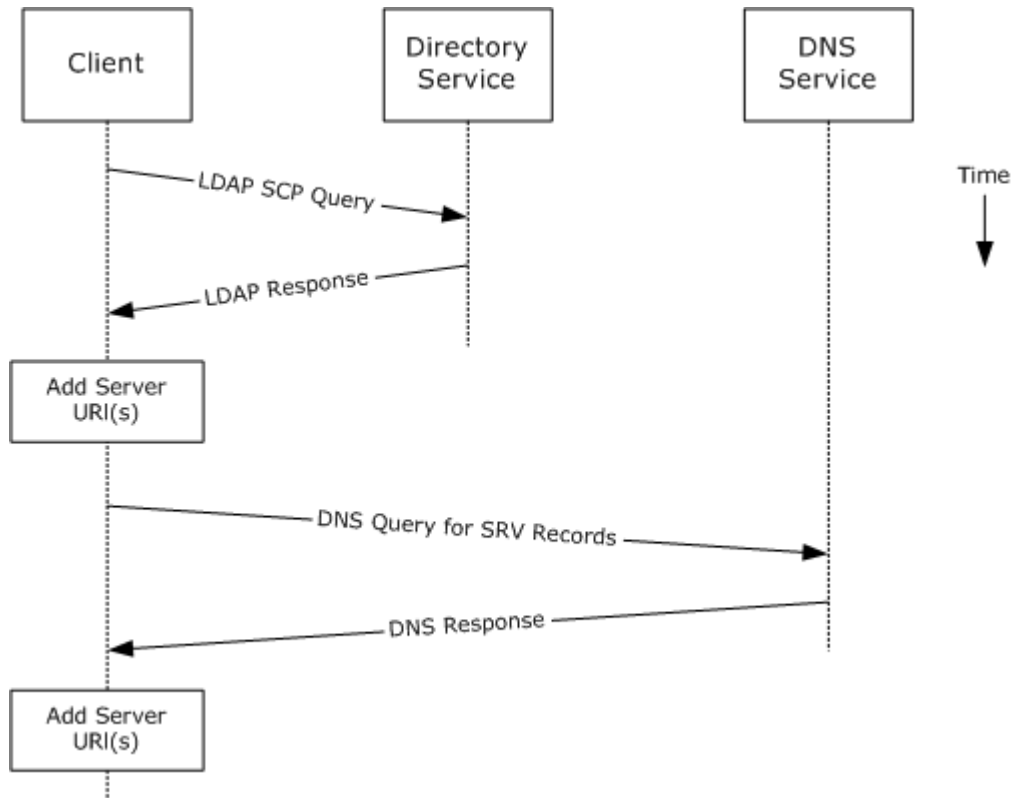 Client
Directory
Service
DNS
Service
Time
LDAP SCP Query
LDAP Response
Add Server
URI(s)
DNS Query for SRV Records
DNS Response
Add Server
URI(s)